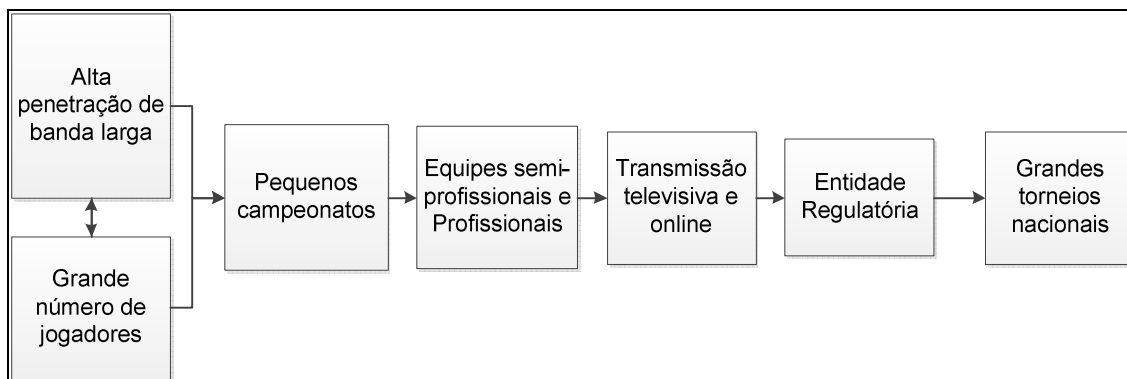 Alta
penetração de
banda larga
Grande
número de
jogadores
Pequenos
campeonatos
Equipes semi-
profissionais e
Profissionais
Transmissão
televisiva e
online
Entidade
Regulatória
Grandes
torneios
nacionais